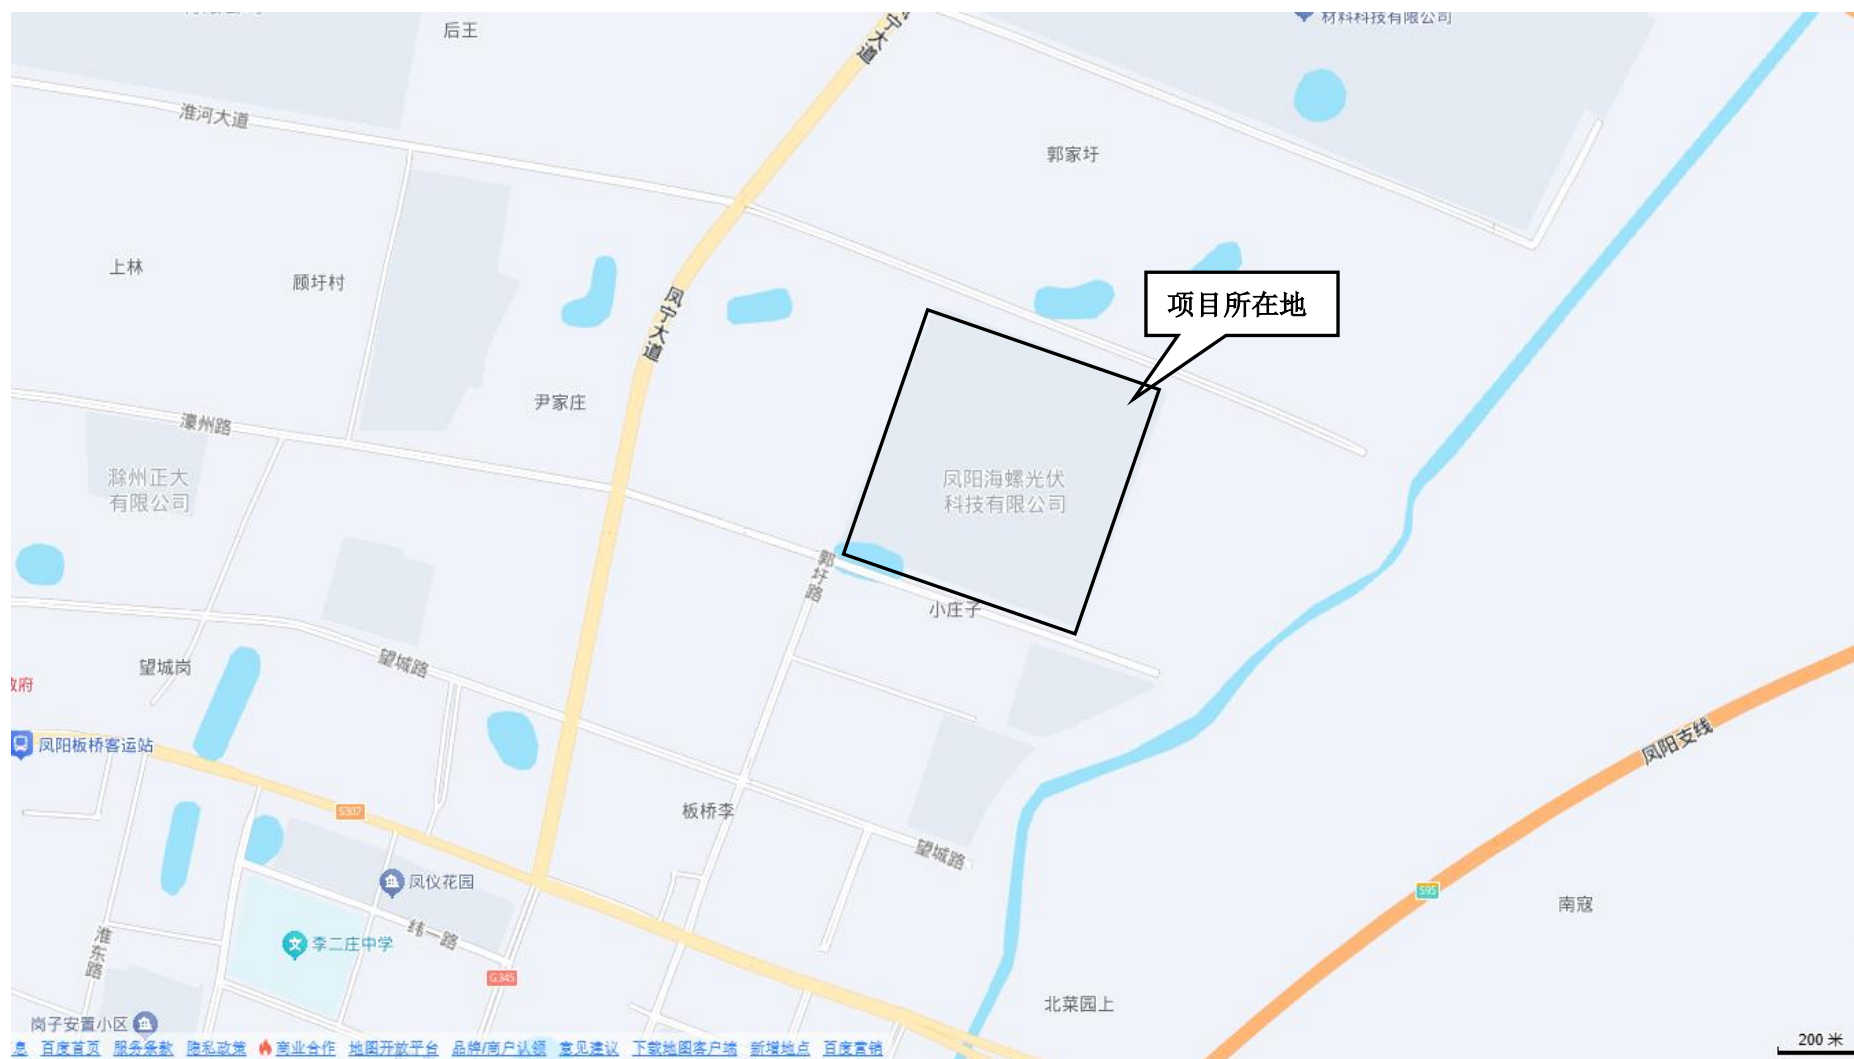 后王
材料科技有限公司
宁大道
淮河大道
郭家圩
上林
顾圩村
项目所在地
凤宁大道
尹家庄
濠州路
滁州正大
有限公司
凤阳海螺光伏
科技有限公司
郭圩路
小庄子
望城路
望城岗
政府
凤阳板桥客运站
凤阳支线
S307
板桥李
望城路
凤仪花园
S95
南寇
纬一路
李二庄中学
淮东路
G345
北菜园上
岗子安置小区
息 百度首页 服务条款 隐私政策 商业合作 地图开放平台 品牌/商户认领 意见建议 下载地图客户端 新增地点 百度营销
200 米